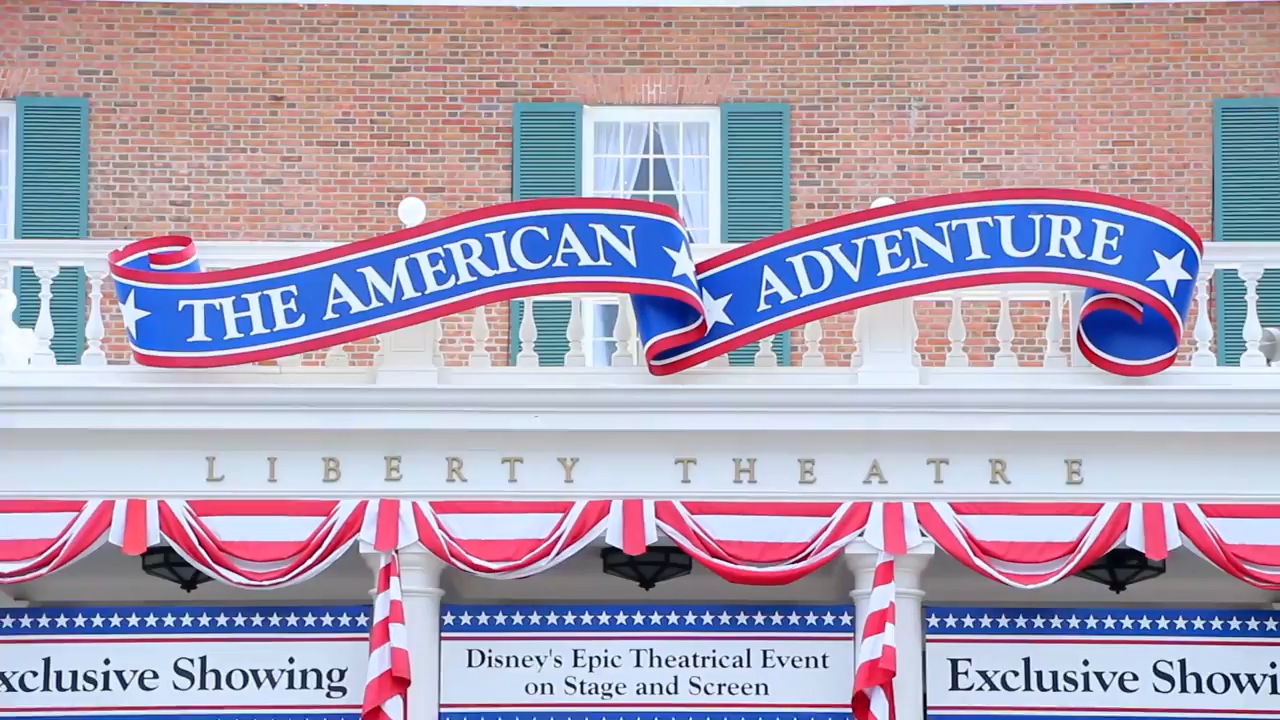 THE AMERICAN ADVENTURE
LIBERTY THEATRE
xclusive Showing
Disney's Epic Theatrical Event
on Stage and Screen
Exclusive Showi